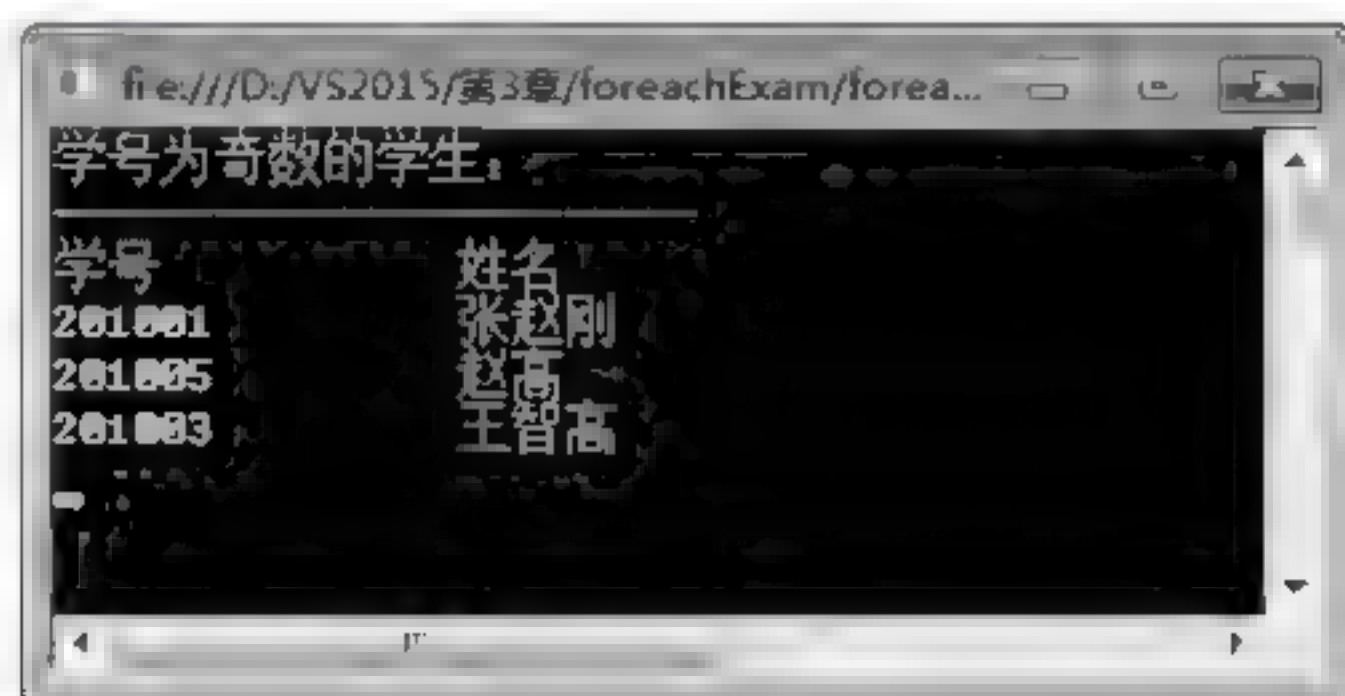 file:///D:/VS2015/第3章/foreachExam/forea...
学号为奇数的学生:
学号 姓名
201001 张赵刚
201005 赵高
201003 王智高